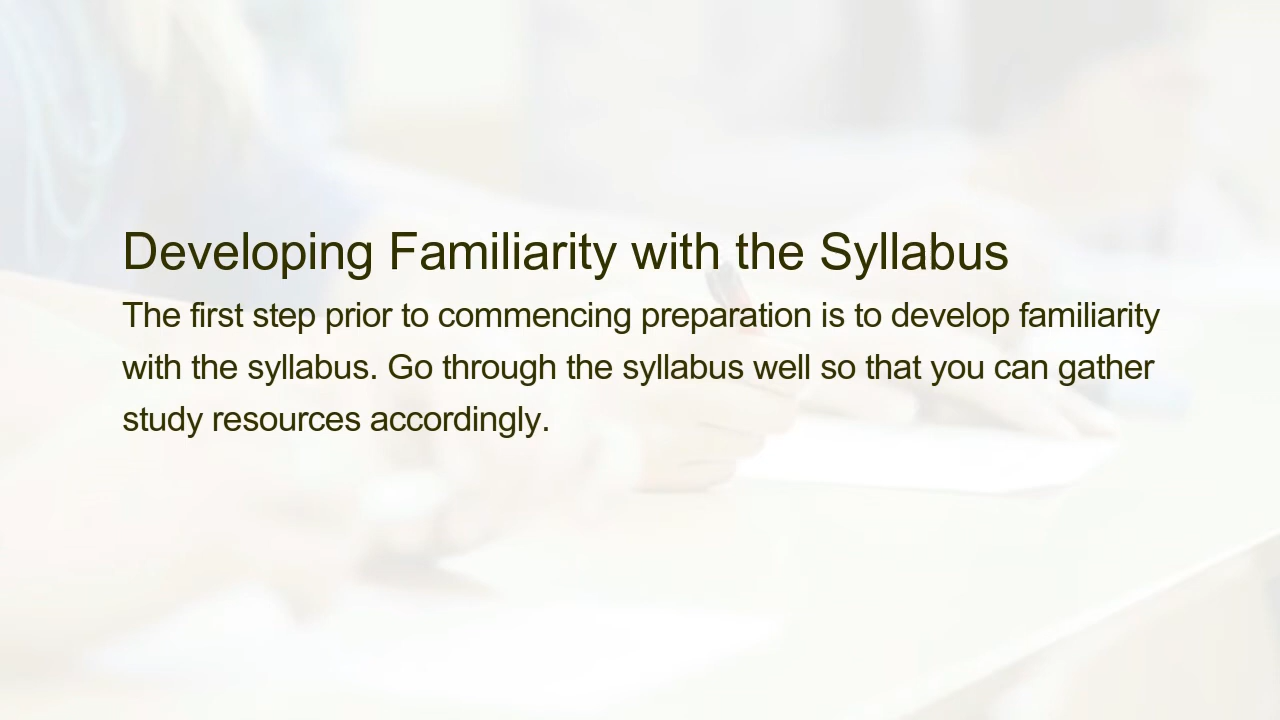 Developing Familiarity with the Syllabus
The first step prior to commencing preparation is to develop familiarity
with the syllabus. Go through the syllabus well so that you can gather
study resources accordingly.